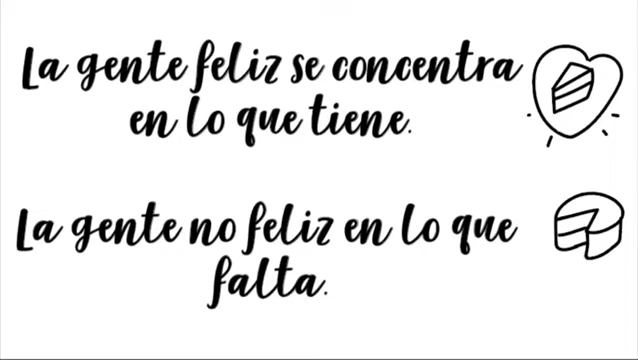 La gente feliz se concentra
en lo que tiene.
La gente no feliz en lo que
falta.